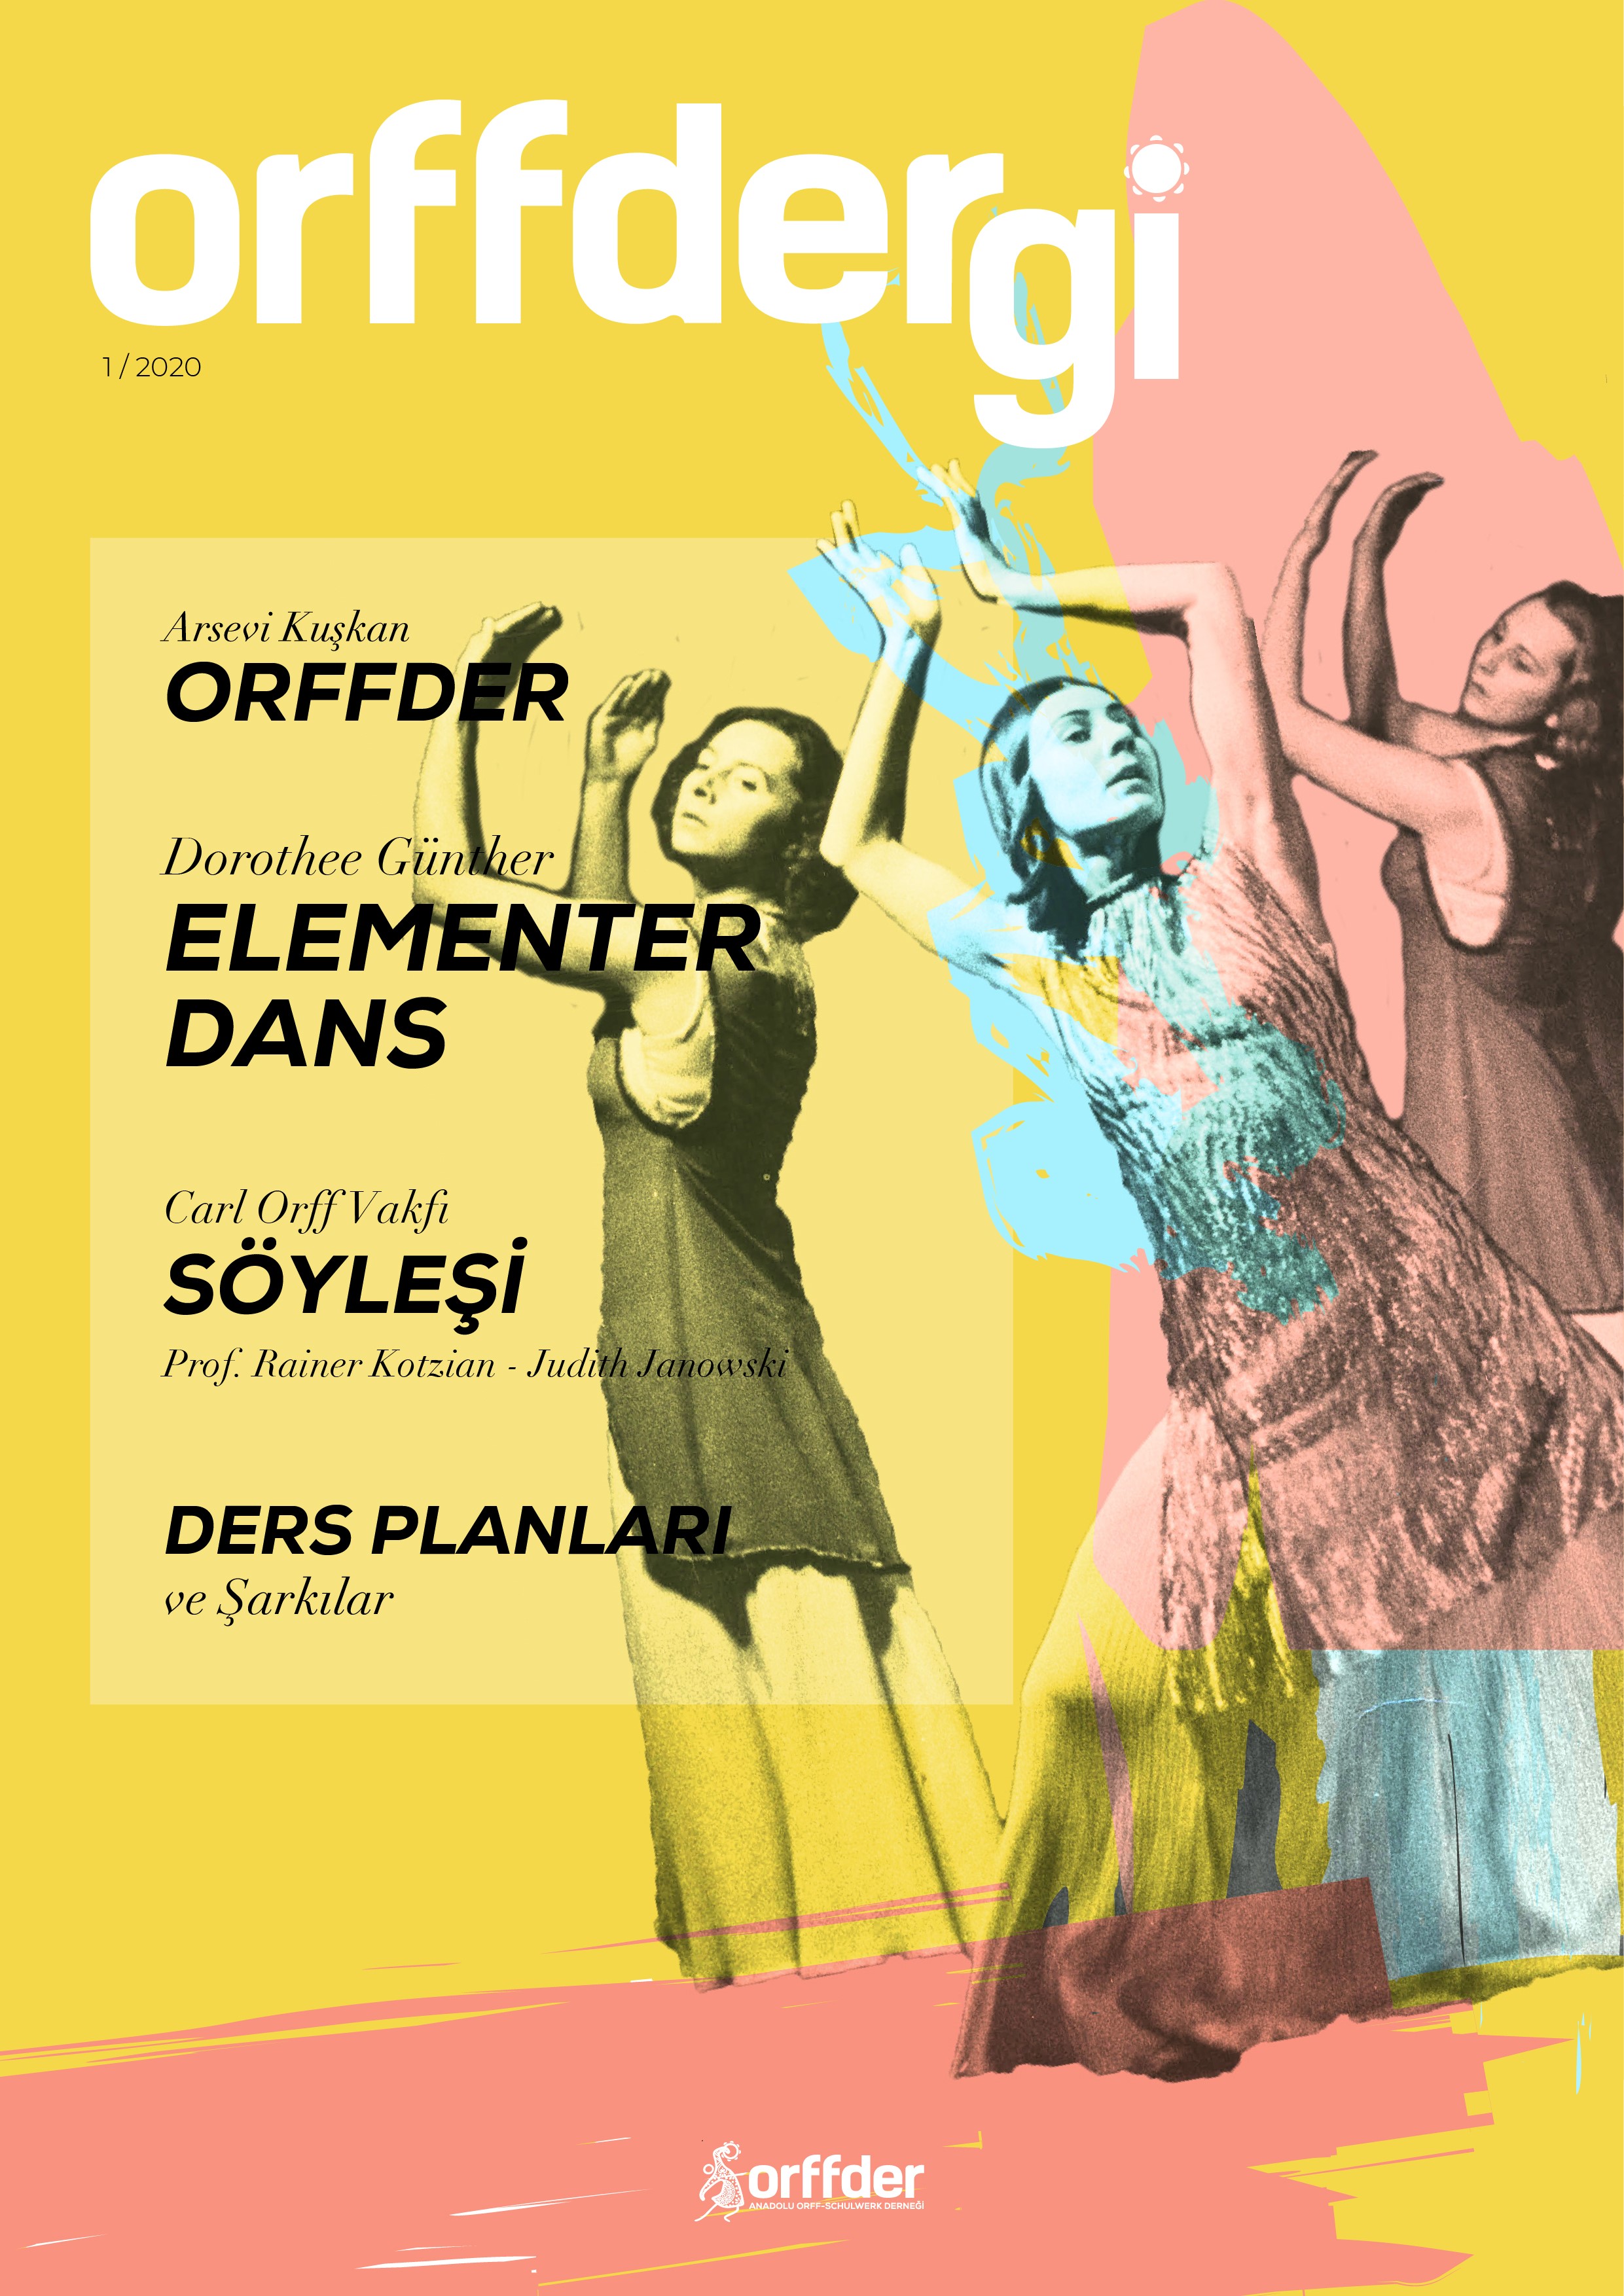 orffdergi
1 / 2020
Arsevi Kuşkan
ORFFDER
Dorothee Günther
ELEMENTER
DANS
Carl Orff Vakfı
SÖYLEŞİ
Prof. Rainer Kotzian - Judith Janowski
DERS PLANLARI
ve Şarkılar
orffder
ANADOLU ORFF-SCHULWERK DERNEĞİ